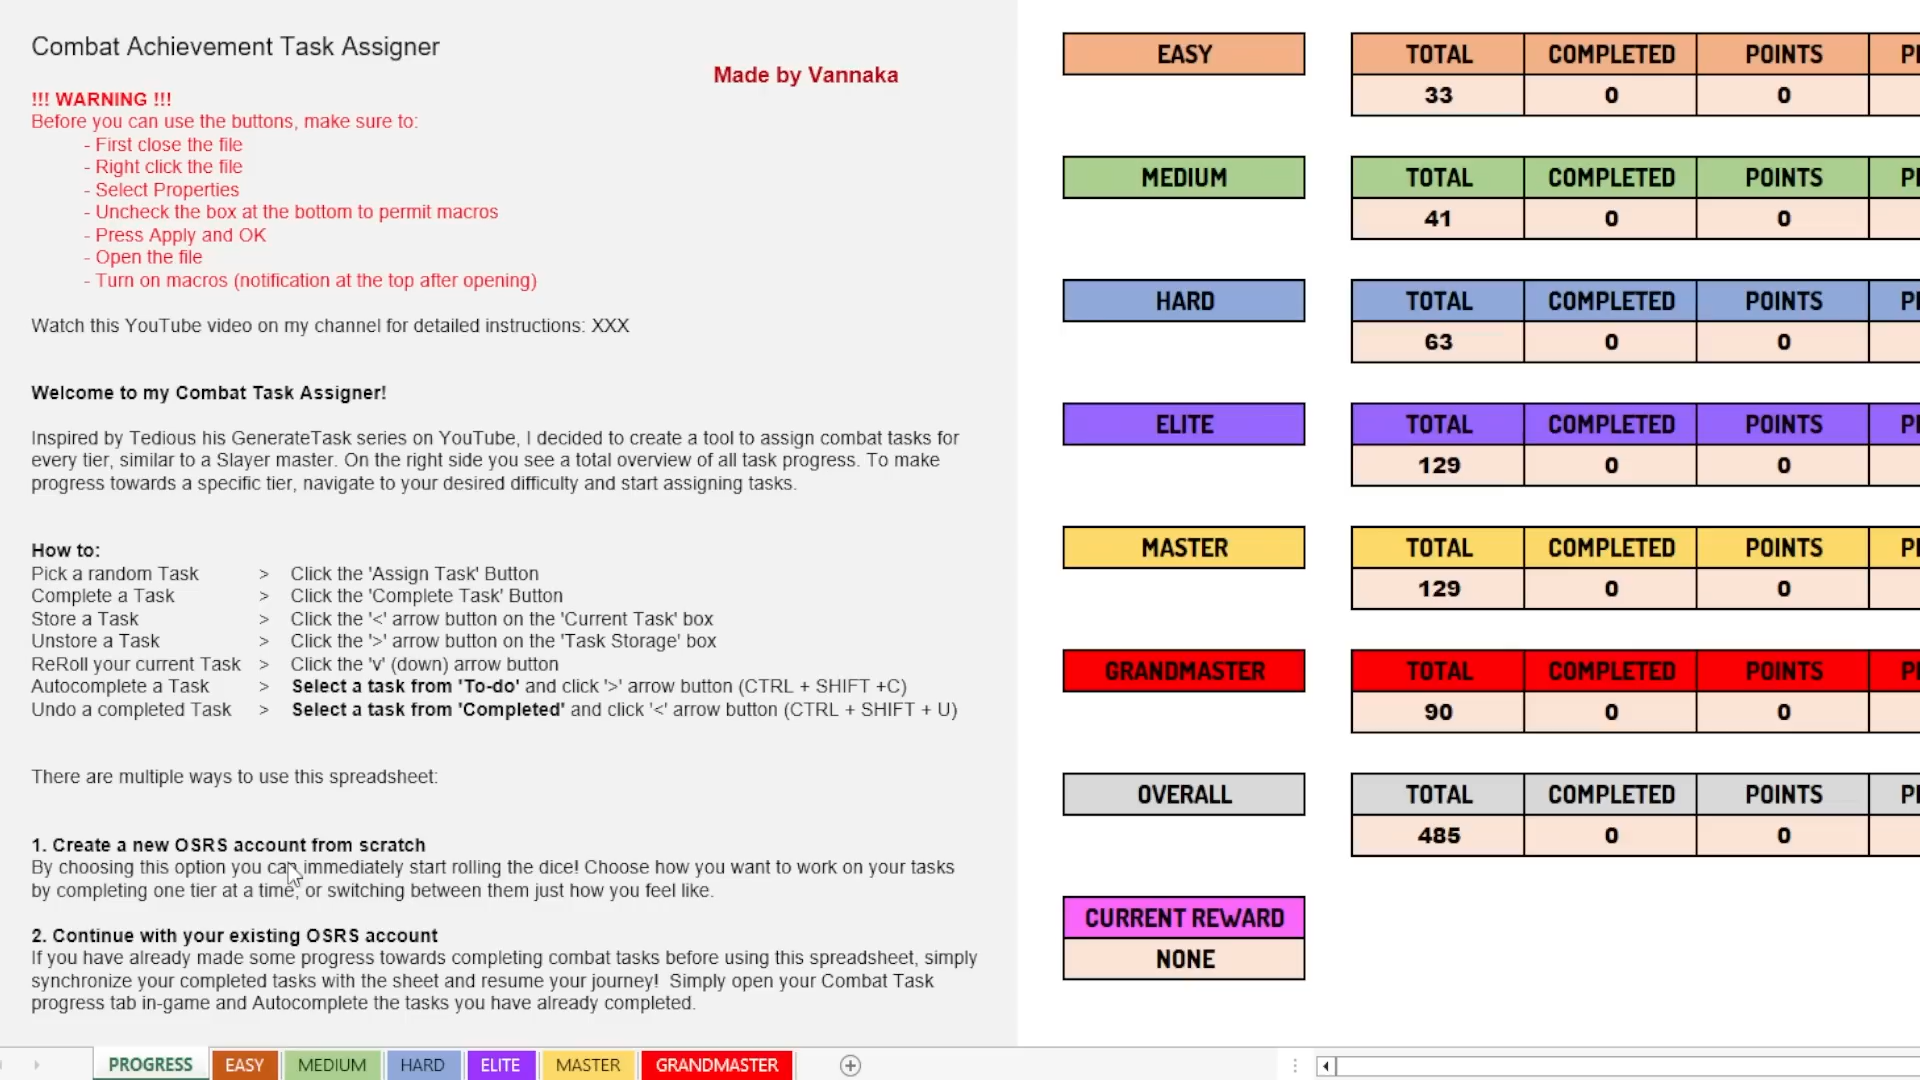 Combat Achievement Task Assigner
Made by Vannaka
!!! WARNING !!!
Before you can use the buttons, make sure to:
- First close the file
- Right click the file
- Select Properties
- Uncheck the box at the bottom to permit macros
- Press Apply and OK
- Open the file
- Turn on macros (notification at the top after opening)
Watch this YouTube video on my channel for detailed instructions: XXX
Welcome to my Combat Task Assigner!
Inspired by Tedious his GenerateTask series on YouTube, I decided to create a tool to assign combat tasks for
every tier, similar to a Slayer master. On the right side you see a total overview of all task progress. To make
progress towards a specific tier, navigate to your desired difficulty and start assigning tasks.
How to:
Pick a random Task > Click the 'Assign Task' Button
Complete a Task > Click the 'Complete Task' Button
Store a Task > Click the '<' arrow button on the 'Current Task' box
Unstore a Task > Click the '>' arrow button on the 'Task Storage' box
ReRoll your current Task > Click the 'v' (down) arrow button
Autocomplete a Task > Select a task from 'To-do' and click '>' arrow button (CTRL + SHIFT +C)
Undo a completed Task > Select a task from 'Completed' and click '<' arrow button (CTRL + SHIFT + U)
There are multiple ways to use this spreadsheet:
1. Create a new OSRS account from scratch
By choosing this option you can immediately start rolling the dice! Choose how you want to work on your tasks
by completing one tier at a time, or switching between them just how you feel like.
2. Continue with your existing OSRS account
If you have already made some progress towards completing combat tasks before using this spreadsheet, simply
synchronize your completed tasks with the sheet and resume your journey! Simply open your Combat Task
progress tab in-game and Autocomplete the tasks you have already completed.
EASY TOTAL COMPLETED POINTS
33 0 0
MEDIUM TOTAL COMPLETED POINTS
41 0 0
HARD TOTAL COMPLETED POINTS
63 0 0
ELITE TOTAL COMPLETED POINTS
129 0 0
MASTER TOTAL COMPLETED POINTS
129 0 0
GRANDMASTER TOTAL COMPLETED POINTS
90 0 0
OVERALL TOTAL COMPLETED POINTS
485 0 0
CURRENT REWARD
NONE
PROGRESS EASY MEDIUM HARD ELITE MASTER GRANDMASTER